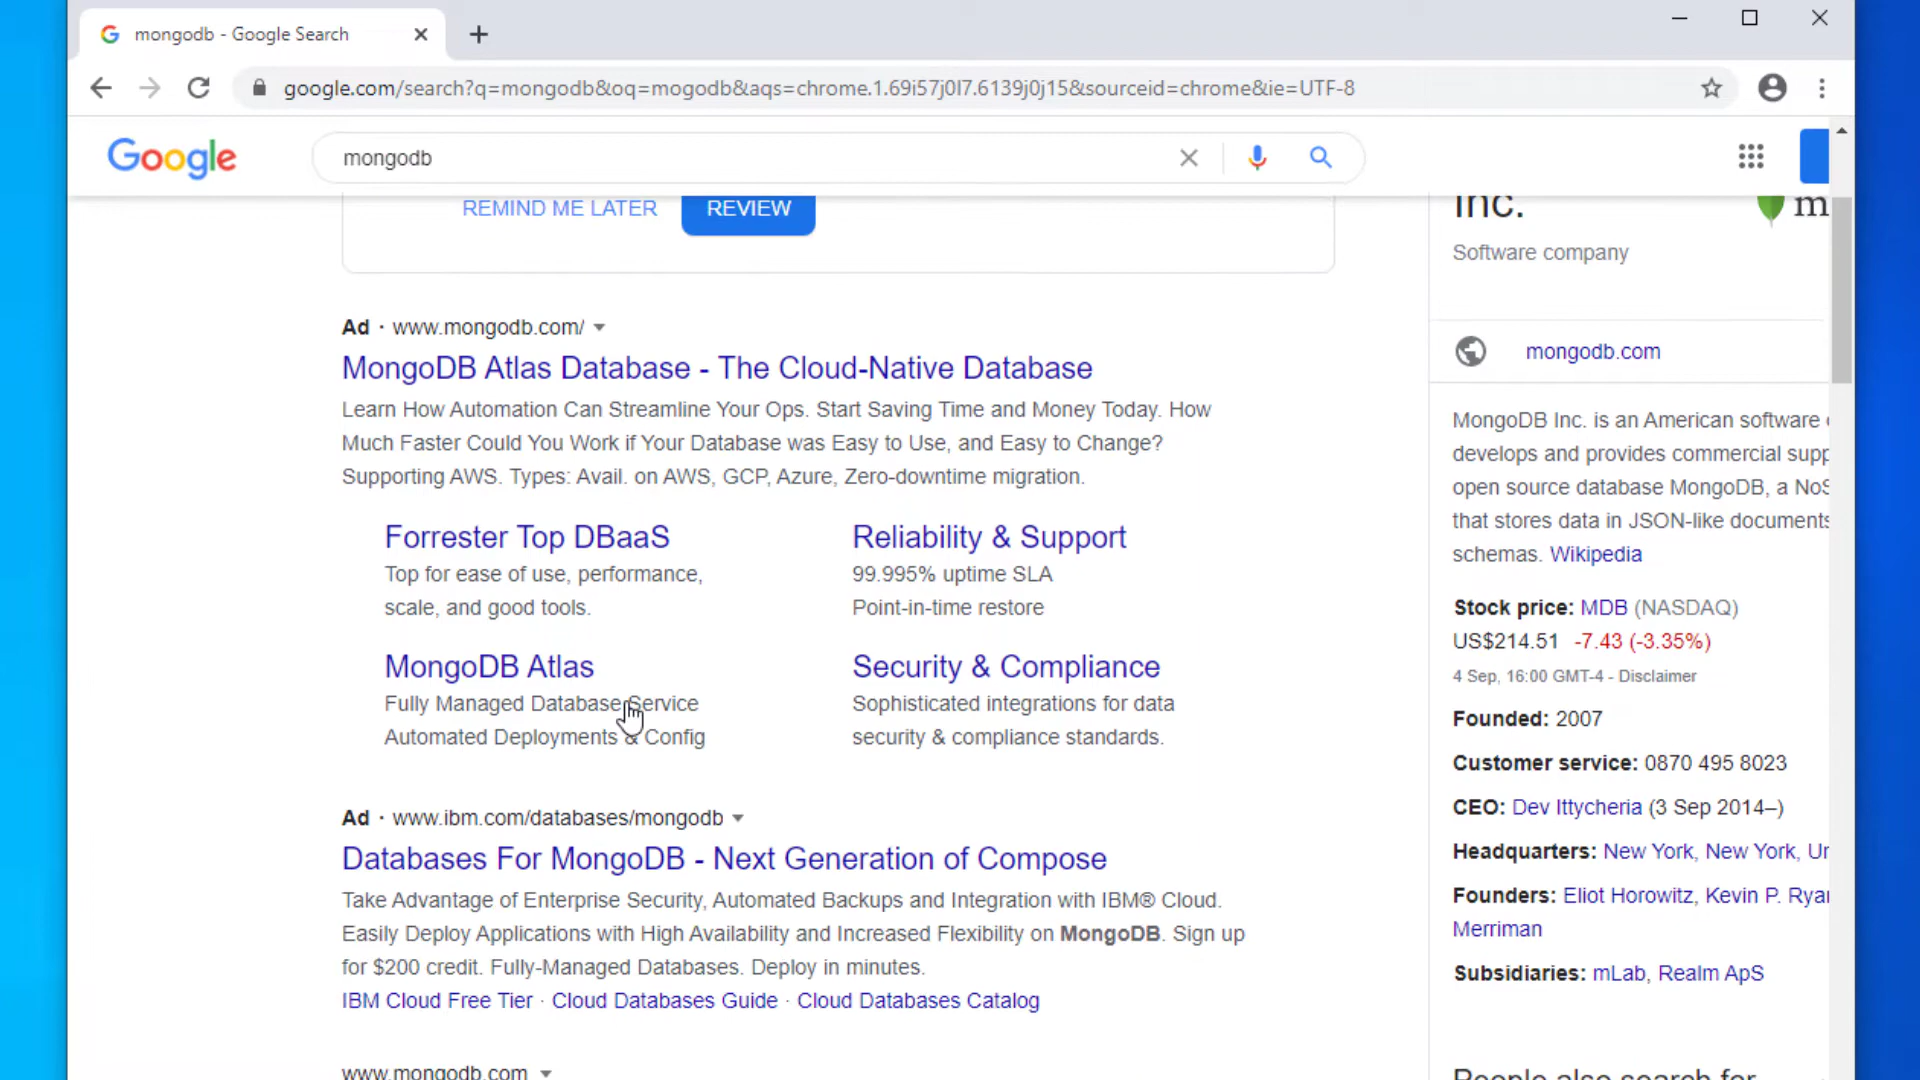 mongodb - Google Search
google.com/search?q=mongodb&oq=mogodb&aqs=chrome.1.69i57j0l7.6139j0j15&sourceid=chrome&ie=UTF-8
Google
mongodb
REMIND ME LATER
REVIEW
Ad · www.mongodb.com/
MongoDB Atlas Database - The Cloud-Native Database
Learn How Automation Can Streamline Your Ops. Start Saving Time and Money Today. How
Much Faster Could You Work if Your Database was Easy to Use, and Easy to Change?
Supporting AWS. Types: Avail. on AWS, GCP, Azure, Zero-downtime migration.
Forrester Top DBaaS
Top for ease of use, performance,
scale, and good tools.
Reliability & Support
99.995% uptime SLA
Point-in-time restore
MongoDB Atlas
Fully Managed Database Service
Automated Deployments & Config
Security & Compliance
Sophisticated integrations for data
security & compliance standards.
Ad · www.ibm.com/databases/mongodb
Databases For MongoDB - Next Generation of Compose
Take Advantage of Enterprise Security, Automated Backups and Integration with IBM® Cloud.
Easily Deploy Applications with High Availability and Increased Flexibility on MongoDB. Sign up
for $200 credit. Fully-Managed Databases. Deploy in minutes.
IBM Cloud Free Tier · Cloud Databases Guide · Cloud Databases Catalog
www.mongodb.com
Inc.
m
Software company
mongodb.com
MongoDB Inc. is an American software
develops and provides commercial supp
open source database MongoDB, a NoS
that stores data in JSON-like documents
schemas. Wikipedia
Stock price: MDB (NASDAQ)
US$214.51 -7.43 (-3.35%)
4 Sep, 16:00 GMT-4 - Disclaimer
Founded: 2007
Customer service: 0870 495 8023
CEO: Dev Ittycheria (3 Sep 2014–)
Headquarters: New York, New York, Un
Founders: Eliot Horowitz, Kevin P. Ryan
Merriman
Subsidiaries: mLab, Realm ApS
People also search for